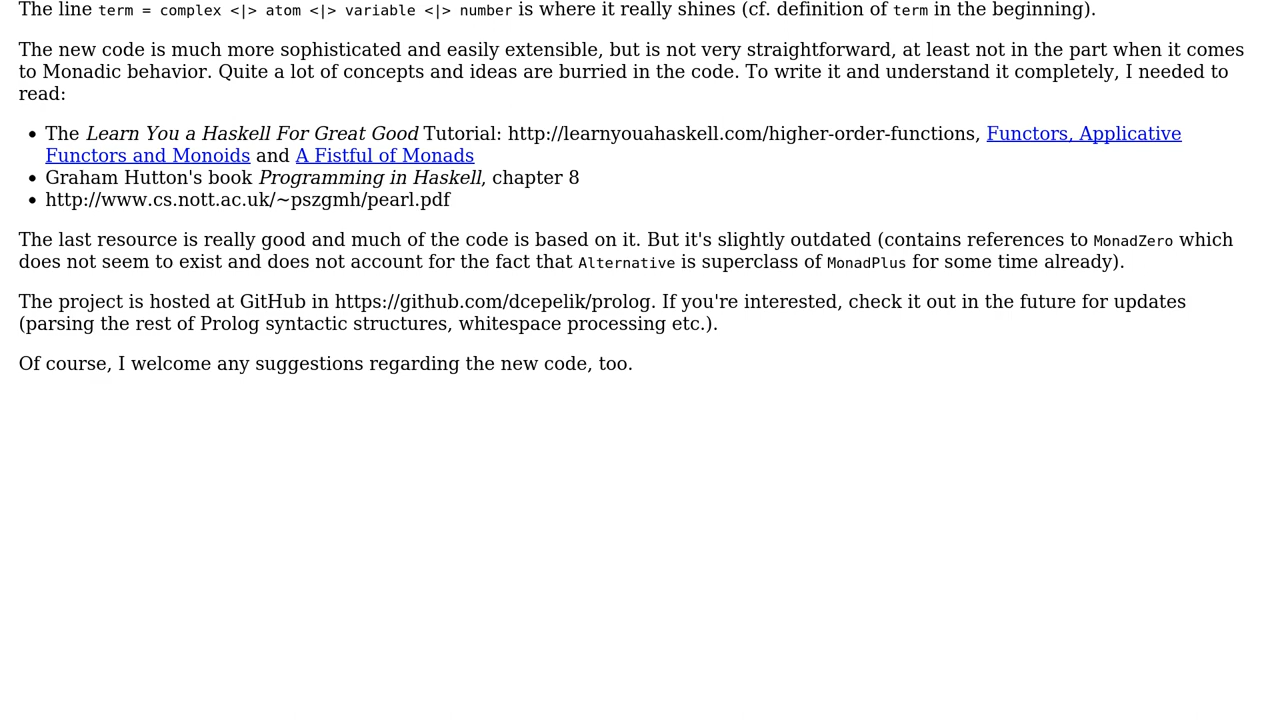 The line term = complex <|> atom <|> variable <|> number is where it really shines (cf. definition of term in the beginning).
The new code is much more sophisticated and easily extensible, but is not very straightforward, at least not in the part when it comes
to Monadic behavior. Quite a lot of concepts and ideas are burried in the code. To write it and understand it completely, I needed to
read:
• The Learn You a Haskell For Great Good Tutorial: http://learnyouahaskell.com/higher-order-functions, Functors, Applicative
Functors and Monoids and A Fistful of Monads
• Graham Hutton's book Programming in Haskell, chapter 8
• http://www.cs.nott.ac.uk/~pszgmh/pearl.pdf
The last resource is really good and much of the code is based on it. But it's slightly outdated (contains references to MonadZero which
does not seem to exist and does not account for the fact that Alternative is superclass of MonadPlus for some time already).
The project is hosted at GitHub in https://github.com/dcepelik/prolog. If you're interested, check it out in the future for updates
(parsing the rest of Prolog syntactic structures, whitespace processing etc.).
Of course, I welcome any suggestions regarding the new code, too.